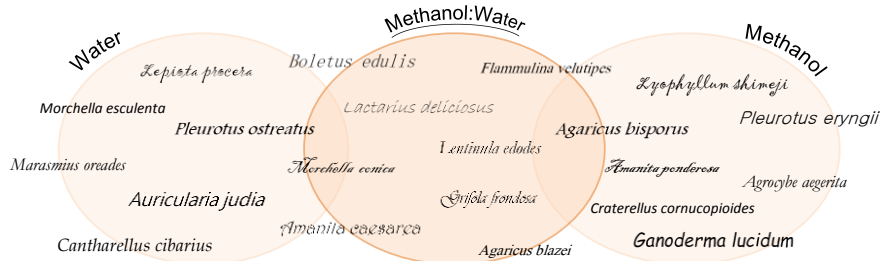 Water
Methanol:Water
Methanol
Lepiota procera
Boletus edulis
Flammulina velutipes
Lyophyllum shimeji
Morchella esculenta
Lactarius deliciosus
Pleurotus eryngii
Pleurotus ostreatus
Agaricus bisporus
Lentinula edodes
Marasmius oreades
Morchella conica
Amanita ponderosa
Agrocybe aegerita
Auricularia judia
Grifola frondosa
Craterellus cornucopioides
Amanita caesarea
Cantharellus cibarius
Agaricus blazei
Ganoderma lucidum